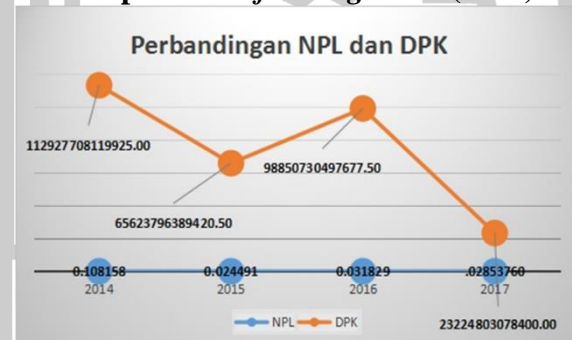 Perbandingan NPL dan DPK
112927708119925.00
98850730497677.50
65623796389420.50
0.108158 0.024491 0.031829 .02853760
2014 2015 2016 2017
NPL DPK
23224803078400.00